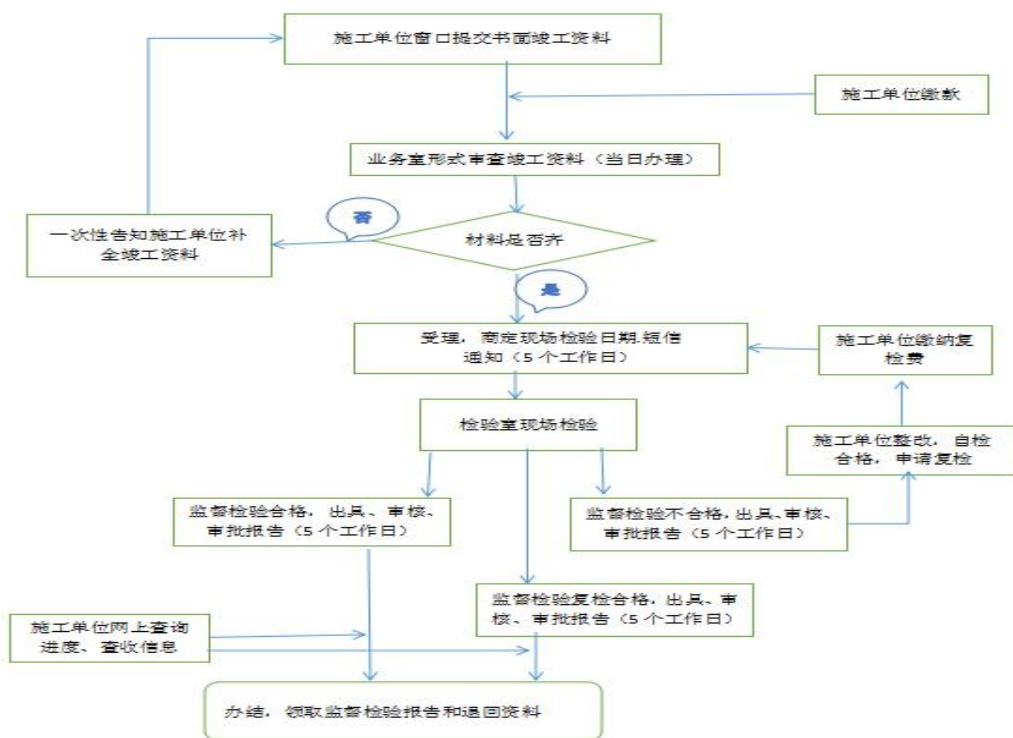 施工单位窗口提交书面竣工资料
施工单位缴款
业务室形式审查竣工资料（当日办理）
否
一次性告知施工单位补
全竣工资料
材料是否齐
是
受理，商定现场检验日期.短信
通知（5 个工作日）
施工单位缴纳复
检费
检验室现场检验
施工单位整改，自检
合格，申请复检
监督检验合格，出具、审核、
审批报告（5 个工作日）
监督检验不合格，出具、审核、
审批报告（5 个工作日）
监督检验复检合格，出具、审
核、审批报告（5 个工作日）
施工单位网上查询
进度、查收信息
办结，领取监督检验报告和退回资料